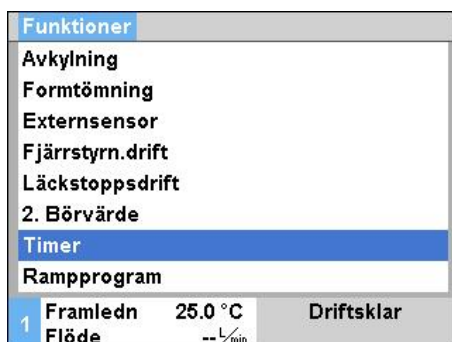 Funktioner
Avkylning
Formtömning
Externsensor
Fjärrstyrn.drift
Läckstoppsdrift
2. Börvärde
Timer
Rampprogram
1 Framledn 25.0 °C Driftsklar
Flöde -- L/min